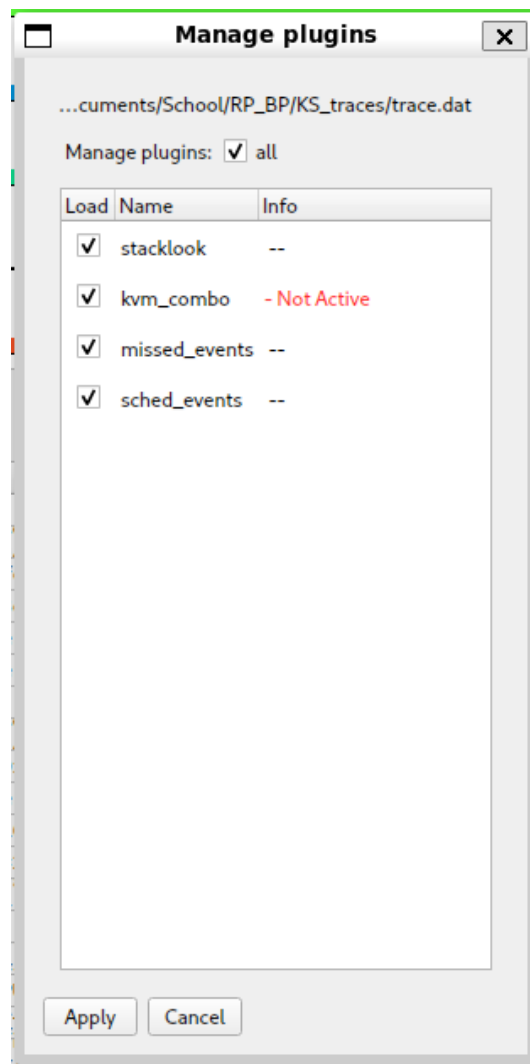 Manage plugins
...cuments/School/RP_BP/KS_traces/trace.dat
Manage plugins: all
Load Name Info
stacklook --
kvm_combo - Not Active
missed_events --
sched_events --
Apply Cancel